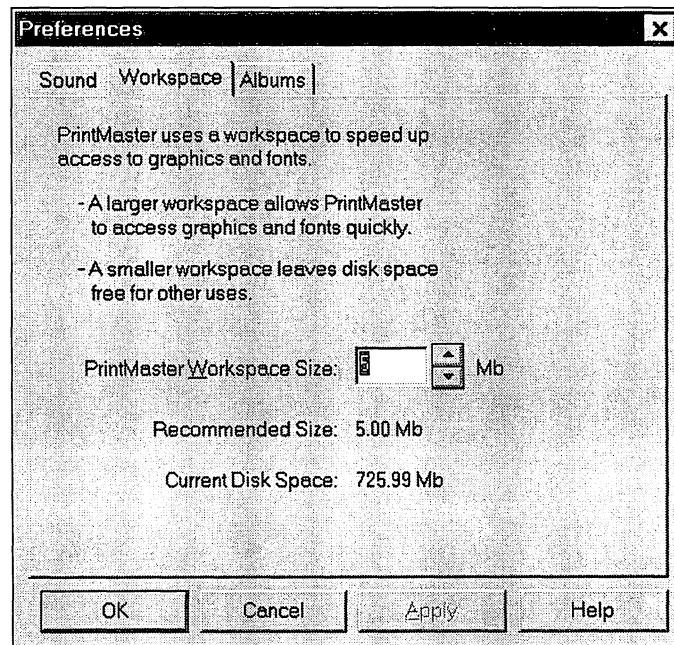 Preferences
Sound Workspace Albums
PrintMaster uses a workspace to speed up
access to graphics and fonts.
- A larger workspace allows PrintMaster
to access graphics and fonts quickly.
- A smaller workspace leaves disk space
free for other uses.
PrintMaster Workspace Size: 5 Mb
Recommended Size: 5.00 Mb
Current Disk Space: 725.99 Mb
OK Cancel Apply Help